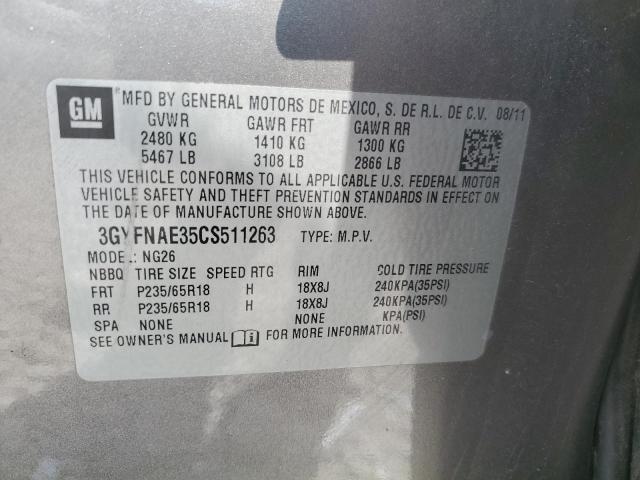 GM
MFD BY GENERAL MOTORS DE MEXICO, S. DE R.L. DE C.V. 08/11
GVWR GAWR FRT GAWR RR
2480 KG 1410 KG 1300 KG
5467 LB 3108 LB 2866 LB
THIS VEHICLE CONFORMS TO ALL APPLICABLE U.S. FEDERAL MOTOR
VEHICLE SAFETY AND THEFT PREVENTION STANDARDS IN EFFECT ON
THE DATE OF MANUFACTURE SHOWN ABOVE.
3GYFNAE35CS511263 TYPE: M.P.V.
MODEL: NG26
NBBQ TIRE SIZE SPEED RTG RIM COLD TIRE PRESSURE
FRT P235/65R18 H 18X8J 240KPA(35PSI)
RR P235/65R18 H 18X8J 240KPA(35PSI)
SPA NONE NONE KPA(PSI)
SEE OWNER'S MANUAL FOR MORE INFORMATION.